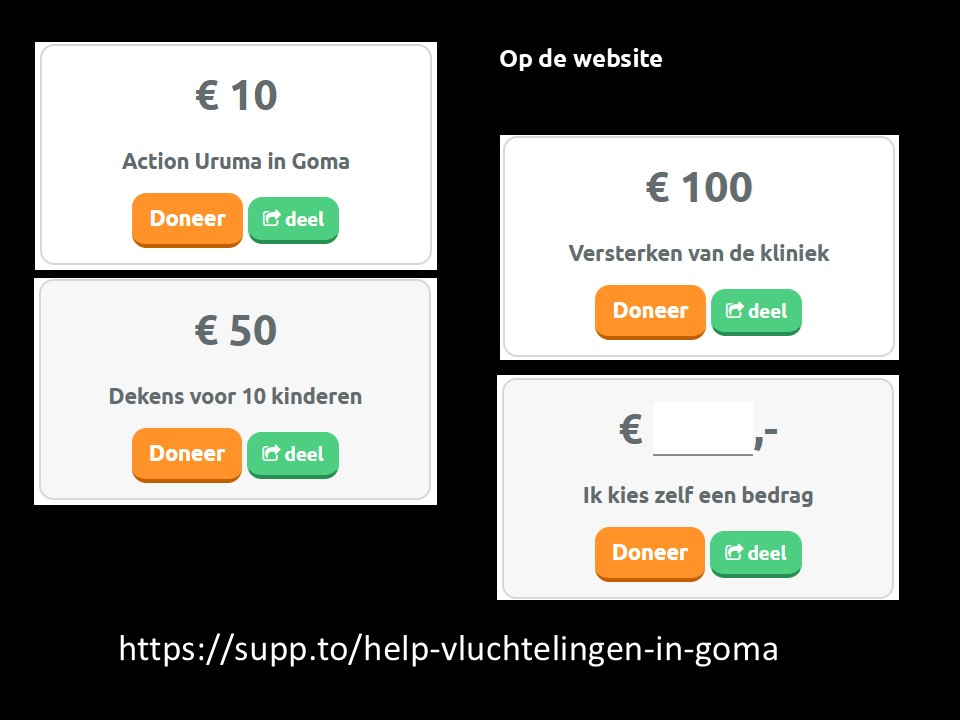 Op de website
€ 10
Action Uruma in Goma
Doneer deel
€ 50
Dekens voor 10 kinderen
Doneer deel
€ 100
Versterken van de kliniek
Doneer deel
€ ,-
Ik kies zelf een bedrag
Doneer deel
https://supp.to/help-vluchtelingen-in-goma